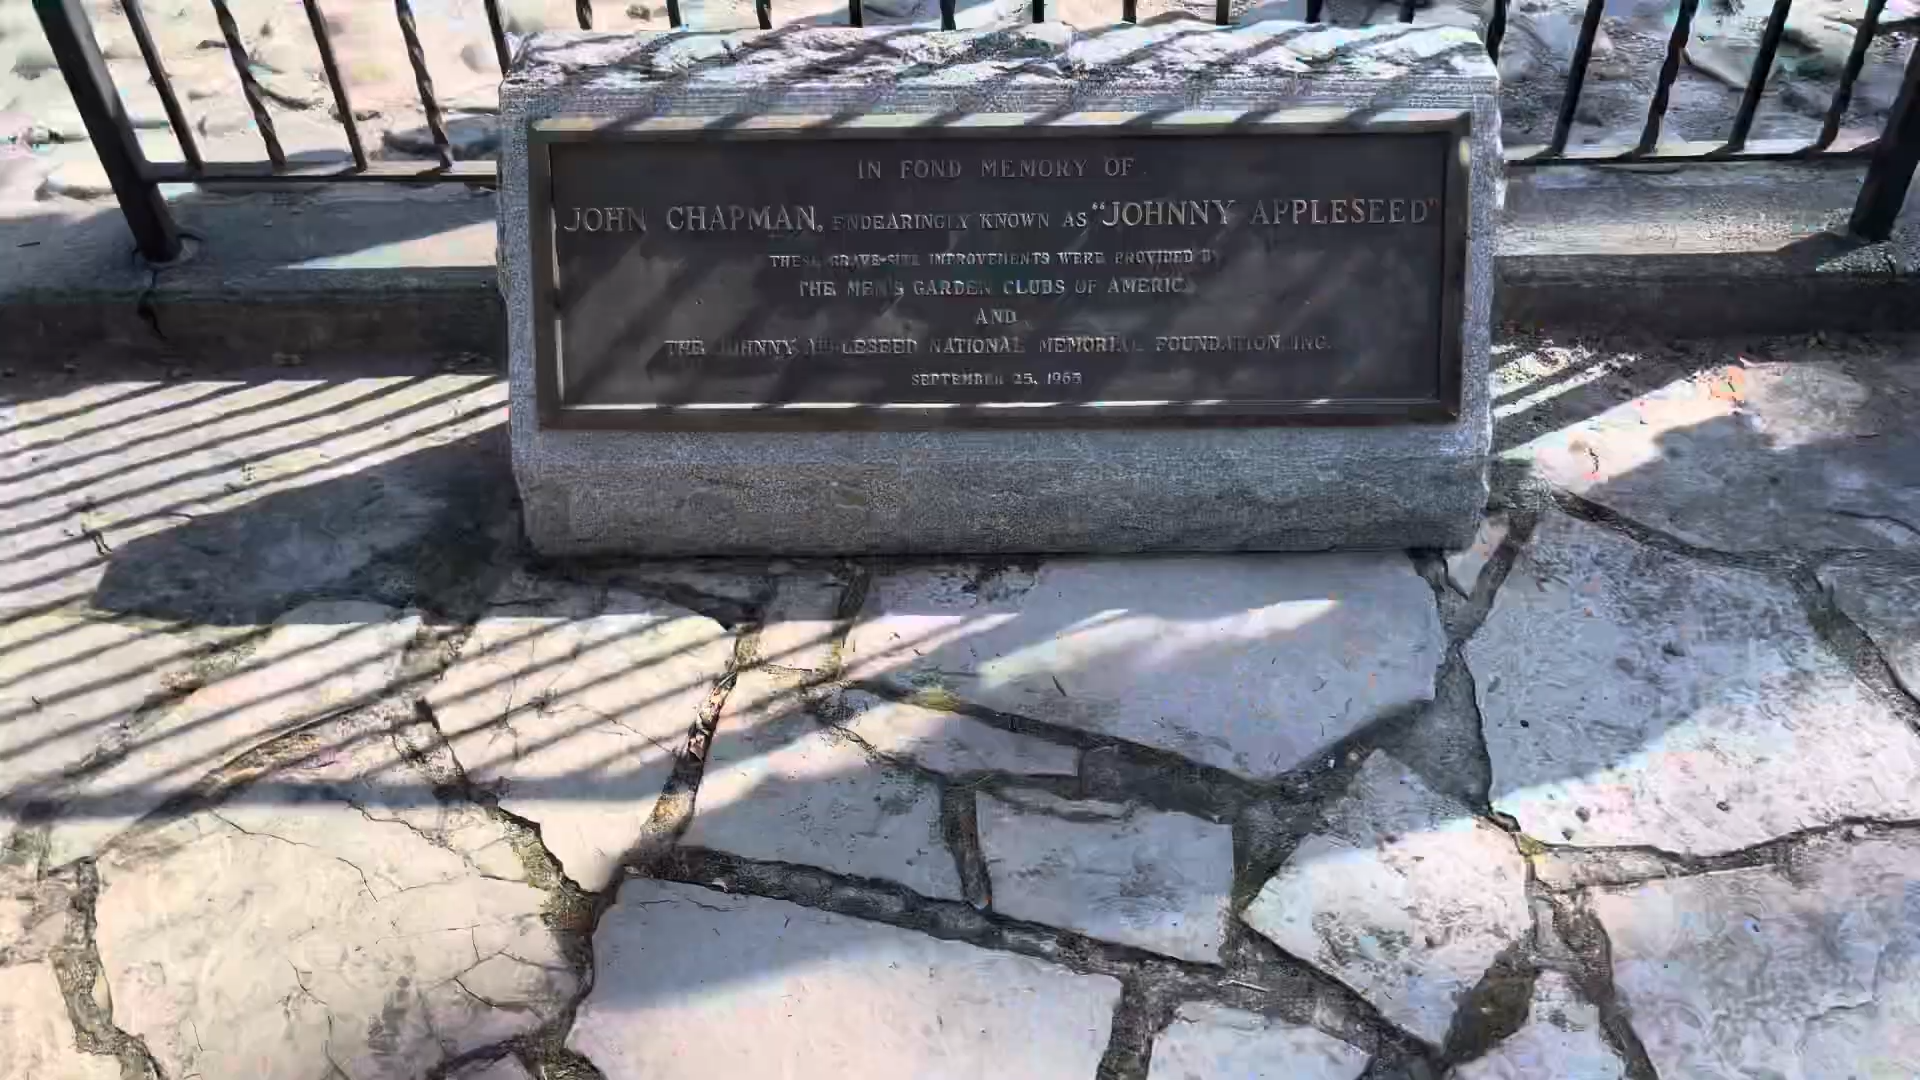 IN FOND MEMORY OF
JOHN CHAPMAN, ENDEARINGLY KNOWN AS "JOHNNY APPLESEED"
THESE GRAVE-SITE IMPROVEMENTS WERE PROVIDED BY
THE MEN'S GARDEN CLUBS OF AMERICA
AND
THE JOHNNY APPLESEED NATIONAL MEMORIAL FOUNDATION, INC.
SEPTEMBER 25, 1965